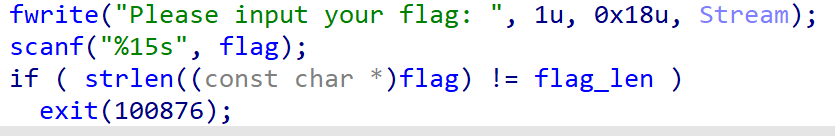 fwrite("Please input your flag: ", 1u, 0x18u, Stream);
scanf("%15s", flag);
if ( strlen((const char *)flag) != flag_len )
exit(100876);